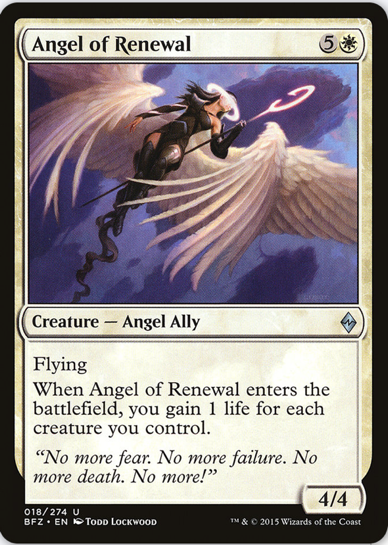 Angel of Renewal 5
Creature — Angel Ally
Flying
When Angel of Renewal enters the
battlefield, you gain 1 life for each
creature you control.
“No more fear. No more failure. No
more death. No more!”
4/4
018/274 U
BFZ • EN Todd Lockwood
™ & © 2015 Wizards of the Coast